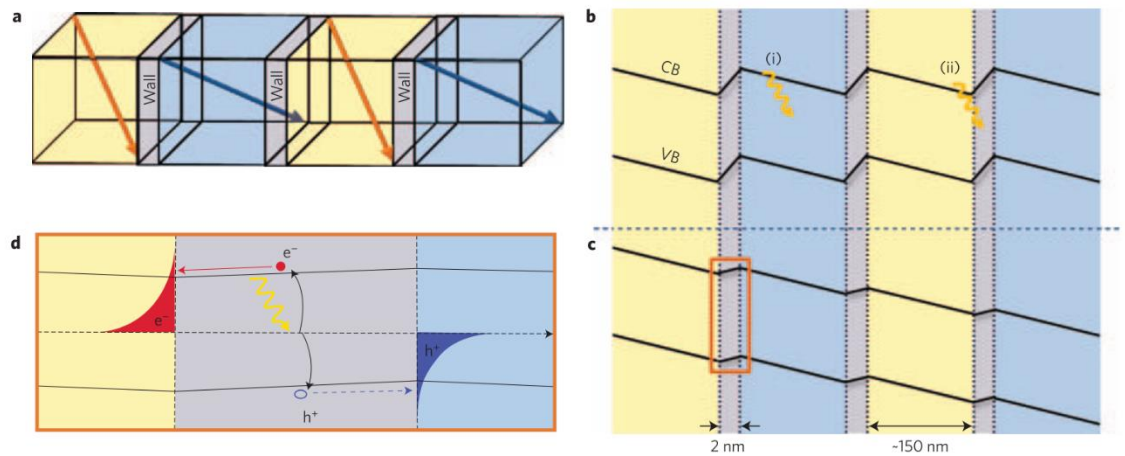 a
Wall
Wall
Wall
b
CB
(i)
(ii)
VB
d
e⁻
e⁻
h⁺
h⁺
c
2 nm
~150 nm